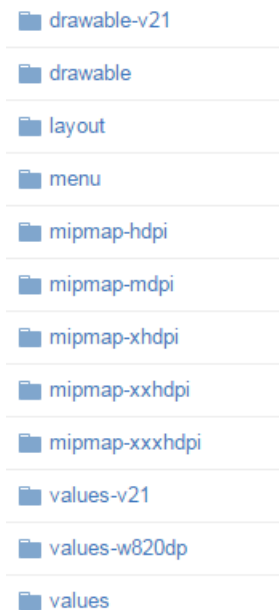 drawable-v21
drawable
layout
menu
mipmap-hdpi
mipmap-mdpi
mipmap-xhdpi
mipmap-xxhdpi
mipmap-xxxhdpi
values-v21
values-w820dp
values